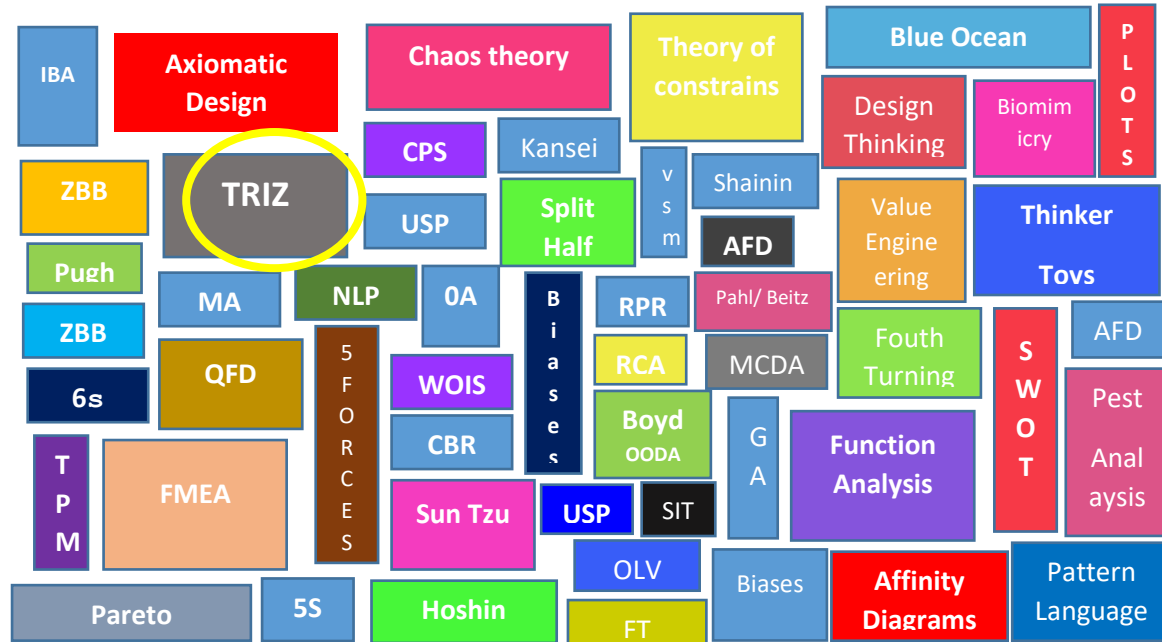 IBA
Axiomatic
Design
Chaos theory
Theory of
constrains
Blue Ocean
P
L
O
T
S
Design
Thinking
Biomim
icry
CPS
Kansei
v
s
m
Shainin
ZBB
TRIZ
USP
Split
Half
AFD
Value
Engine
ering
Thinker
Toys
Pugh
MA
NLP
0A
B
i
a
s
e
s
RPR
Pahl/ Beitz
ZBB
QFD
5
F
O
R
C
E
S
WOIS
RCA
MCDA
Fouth
Turning
S
W
O
T
AFD
6s
CBR
Boyd
OODA
G
A
Function
Analysis
Pest
Anal
aysis
T
P
M
FMEA
Sun Tzu
USP
SIT
OLV
Biases
Affinity
Diagrams
Pattern
Language
Pareto
5S
Hoshin
FT